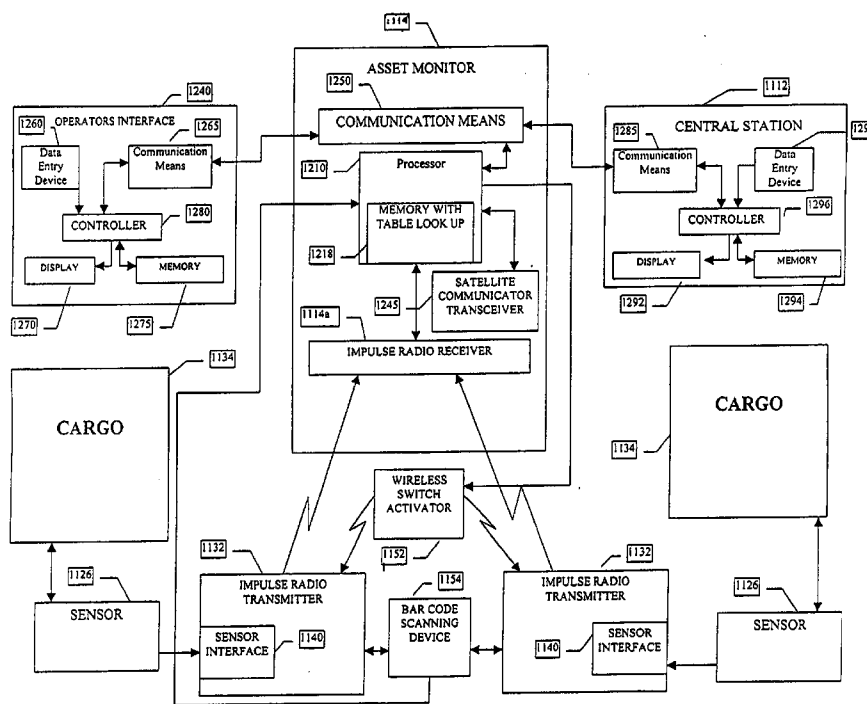 1114
ASSET MONITOR
1250
COMMUNICATION MEANS
1210
Processor
MEMORY WITH
TABLE LOOK UP
1218
1245
SATELLITE
COMMUNICATOR
TRANSCEIVER
1114a
IMPULSE RADIO RECEIVER
1240
OPERATORS INTERFACE
1260
1265
Data
Entry
Device
Communication
Means
CONTROLLER
1280
DISPLAY
MEMORY
1270
1275
1112
CENTRAL STATION
1285
Communication
Means
Data
Entry
Device
CONTROLLER
1296
DISPLAY
MEMORY
1292
1294
1134
CARGO
CARGO
1134
WIRELESS
SWITCH
ACTIVATOR
1152
1132
IMPULSE RADIO
TRANSMITTER
SENSOR
INTERFACE
1140
1126
SENSOR
1154
BAR CODE
SCANNING
DEVICE
1132
IMPULSE RADIO
TRANSMITTER
1140
SENSOR
INTERFACE
1126
SENSOR